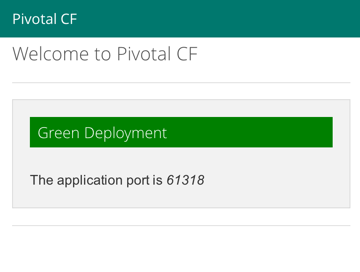 Pivotal CF
Welcome to Pivotal CF
Green Deployment
The application port is 61318